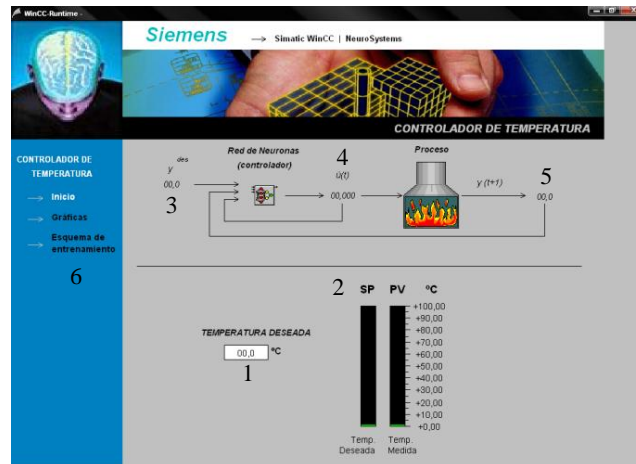 WinCC-Runtime -
Siemens
Simatic WinCC | NeuroSystems
CONTROLADOR DE TEMPERATURA
CONTROLADOR DE
TEMPERATURA
Inicio
Gráficas
Esquema de
entrenamiento
6
y des
00,0
3
Red de Neuronas
(controlador)
4
û(t)
00,000
Proceso
y (t+1)
5
00,0
2
SP PV ºC
+100,00
+90,00
+80,00
+70,00
+60,00
+50,00
+40,00
+30,00
+20,00
+10,00
+0,00
TEMPERATURA DESEADA
00,0 ºC
1
Temp.
Deseada
Temp.
Medida